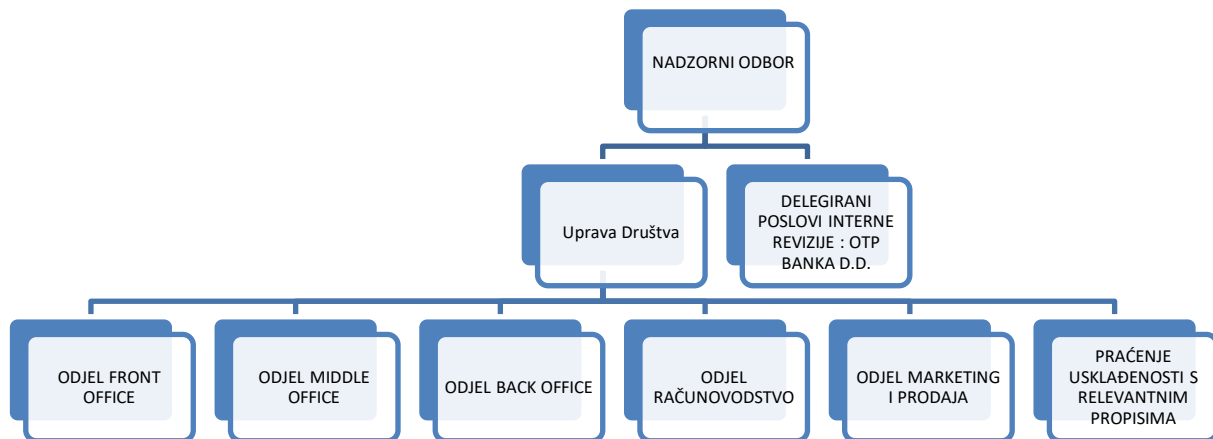 NADZORNI ODBOR
Uprava Društva
DELEGIRANI
POSLOVI INTERNE
REVIZIJE : OTP
BANKA D.D.
ODJEL FRONT
OFFICE
ODJEL MIDDLE
OFFICE
ODJEL BACK OFFICE
ODJEL
RAČUNOVODSTVO
ODJEL MARKETING
I PRODAJA
PRAĆENJE
USKLAĐENOSTI S
RELEVANTNIM
PROPISIMA